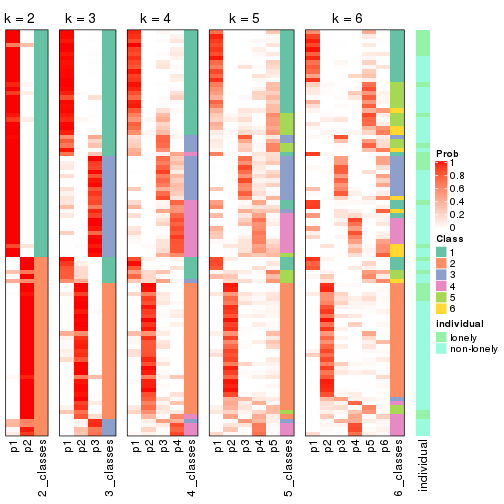 k = 2
k = 3
k = 4
k = 5
k = 6
Prob
1
0.8
0.6
0.4
0.2
0
Class
1
2
3
4
5
6
individual
lonely
non-lonely
p1
p2
2_classes
p1
p2
p3
3_classes
p1
p2
p3
p4
4_classes
p1
p2
p3
p4
p5
5_classes
p1
p2
p3
p4
p5
p6
6_classes
individual